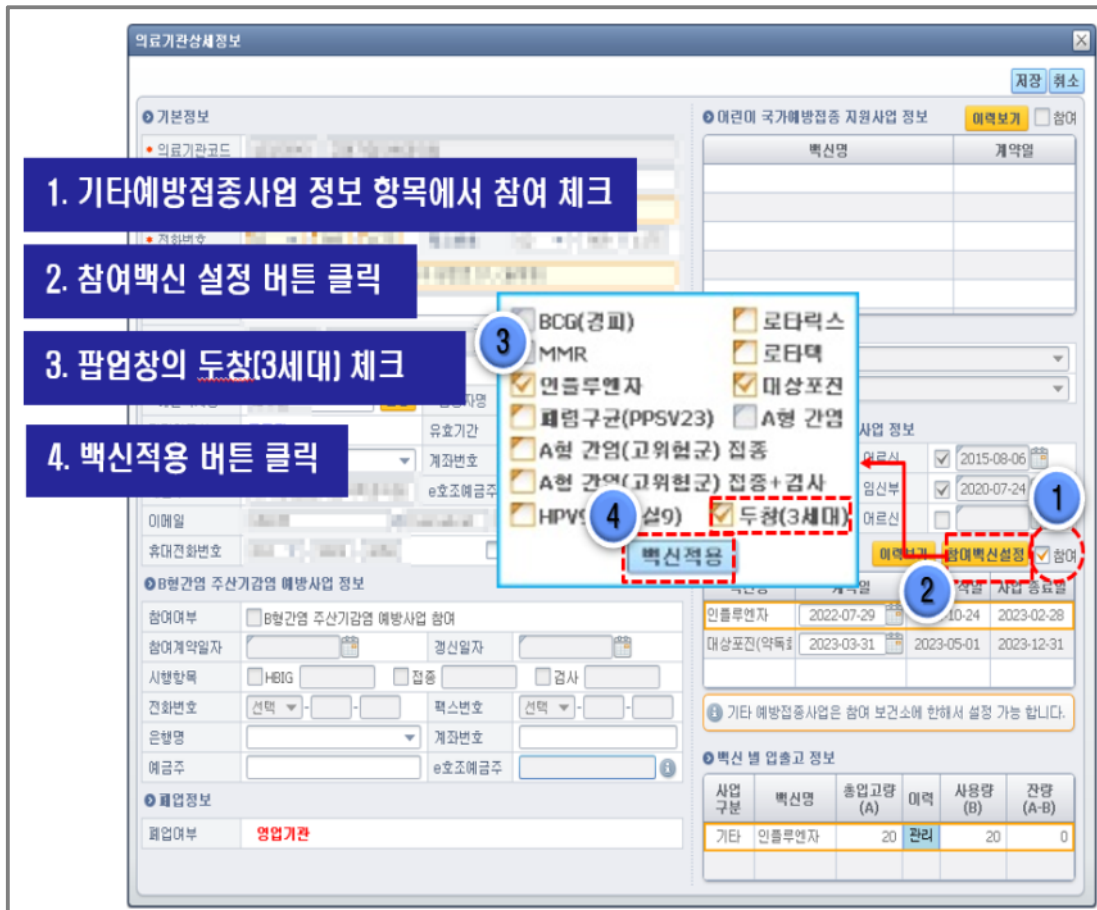 의료기관상세정보
저장 취소
기본정보
의료기관코드
1. 기타예방접종사업 정보 항목에서 참여 체크
전화번호
2. 참여백신 설정 버튼 클릭
3. 팝업창의 두창(3세대) 체크
4. 백신적용 버튼 클릭
유효기간
계좌번호
e호조예금주
이메일
휴대전화번호
B형간염 주산기감염 예방사업 정보
참여여부 B형간염 주산기감염 예방사업 참여
참여계약일자 갱신일자
시행항목 HBIG 접종 검사
전화번호 선택 - - 팩스번호 선택 - -
은행명 계좌번호
예금주 e호조예금주
폐업정보
폐업여부 영업기관
어린이 국가예방접종 지원사업 정보 이력보기 참여
백신명 계약일
3
BCG(경피) 로타릭스
MMR 로타텍
인플루엔자 대상포진
폐렴구균(PPSV23) A형 간염
A형 간염(고위험군) 접종
A형 간염(고위험군) 접종+검사
4 두창(3세대)
백신적용
사업 정보
어르신 2015-08-06
임신부 2020-07-24
어르신
1
이력보기 참여백신설정 참여
2
사업 종료일
인플루엔자 2022-07-29 10-24 2023-02-28
대상포진(약독 2023-03-31 2023-05-01 2023-12-31
기타 예방접종사업은 참여 보건소에 한해서 설정 가능 합니다.
백신 별 입출고 정보
사업구분 백신명 총입고량(A) 이력 사용량(B) 잔량(A-B)
기타 인플루엔자 20 관리 20 0